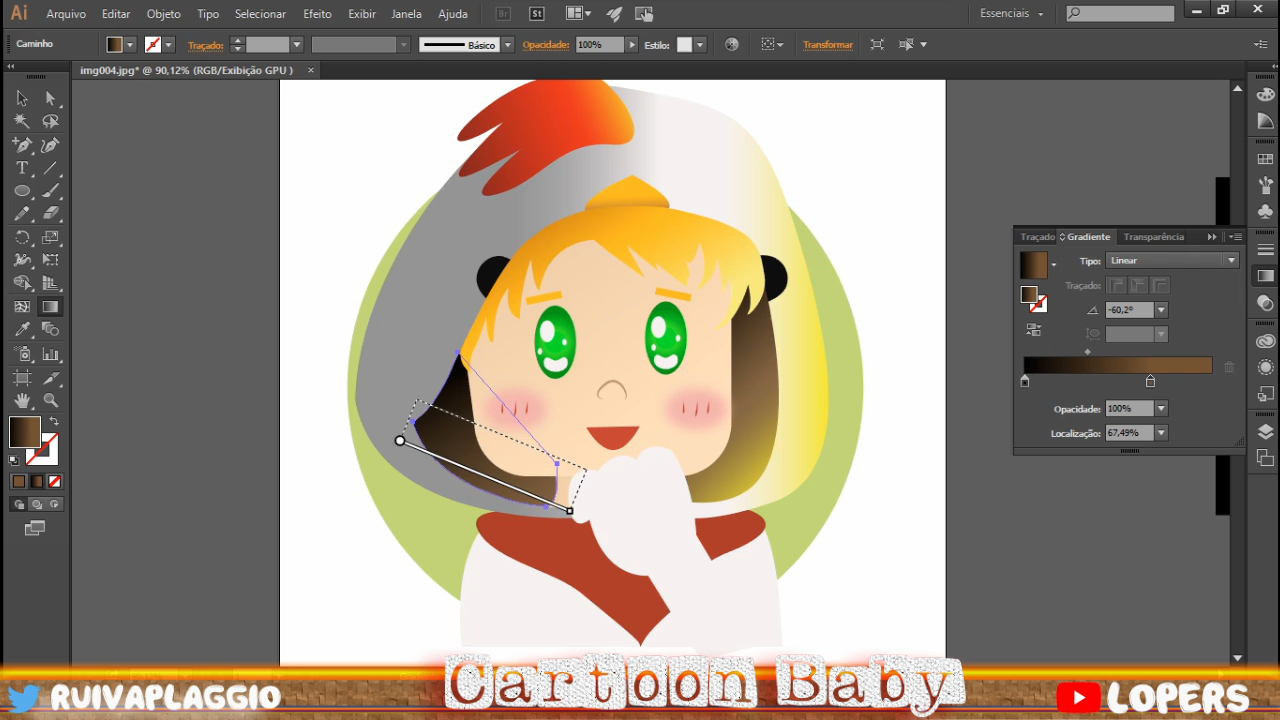 Ai Arquivo Editar Objeto Tipo Selecionar Efeito Exibir Janela Ajuda Br St Essenciais
Caminho Traçado: Básico Opacidade: 100% Estilo: Transformar
img004.jpg* @ 90,12% (RGB/Exibição GPU ) ×
Traçado Gradiente Transparência
Tipo: Linear
Traçado:
-60,2°
Opacidade: 100%
Localização: 67,49%
Cartoon Baby
RUIVAPLAGGIO
LOPERS